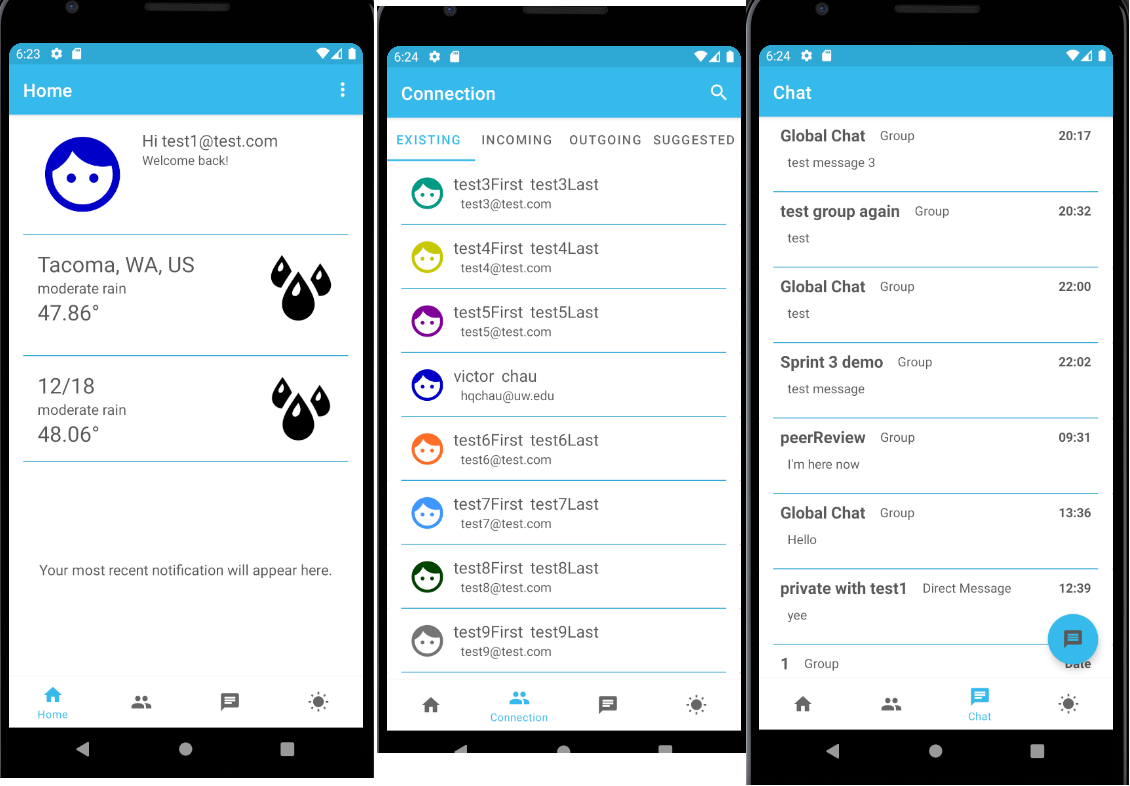 6:23
Home
Hi test1@test.com
Welcome back!
Tacoma, WA, US
moderate rain
47.86°
12/18
moderate rain
48.06°
Your most recent notification will appear here.
Home
6:24
Connection
EXISTING INCOMING OUTGOING SUGGESTED
test3First test3Last
test3@test.com
test4First test4Last
test4@test.com
test5First test5Last
test5@test.com
victor chau
hqchau@uw.edu
test6First test6Last
test6@test.com
test7First test7Last
test7@test.com
test8First test8Last
test8@test.com
test9First test9Last
test9@test.com
Connection
6:24
Chat
Global Chat Group 20:17
test message 3
test group again Group 20:32
test
Global Chat Group 22:00
test
Sprint 3 demo Group 22:02
test message
peerReview Group 09:31
I'm here now
Global Chat Group 13:36
Hello
private with test1 Direct Message 12:39
yee
1 Group Date
Chat